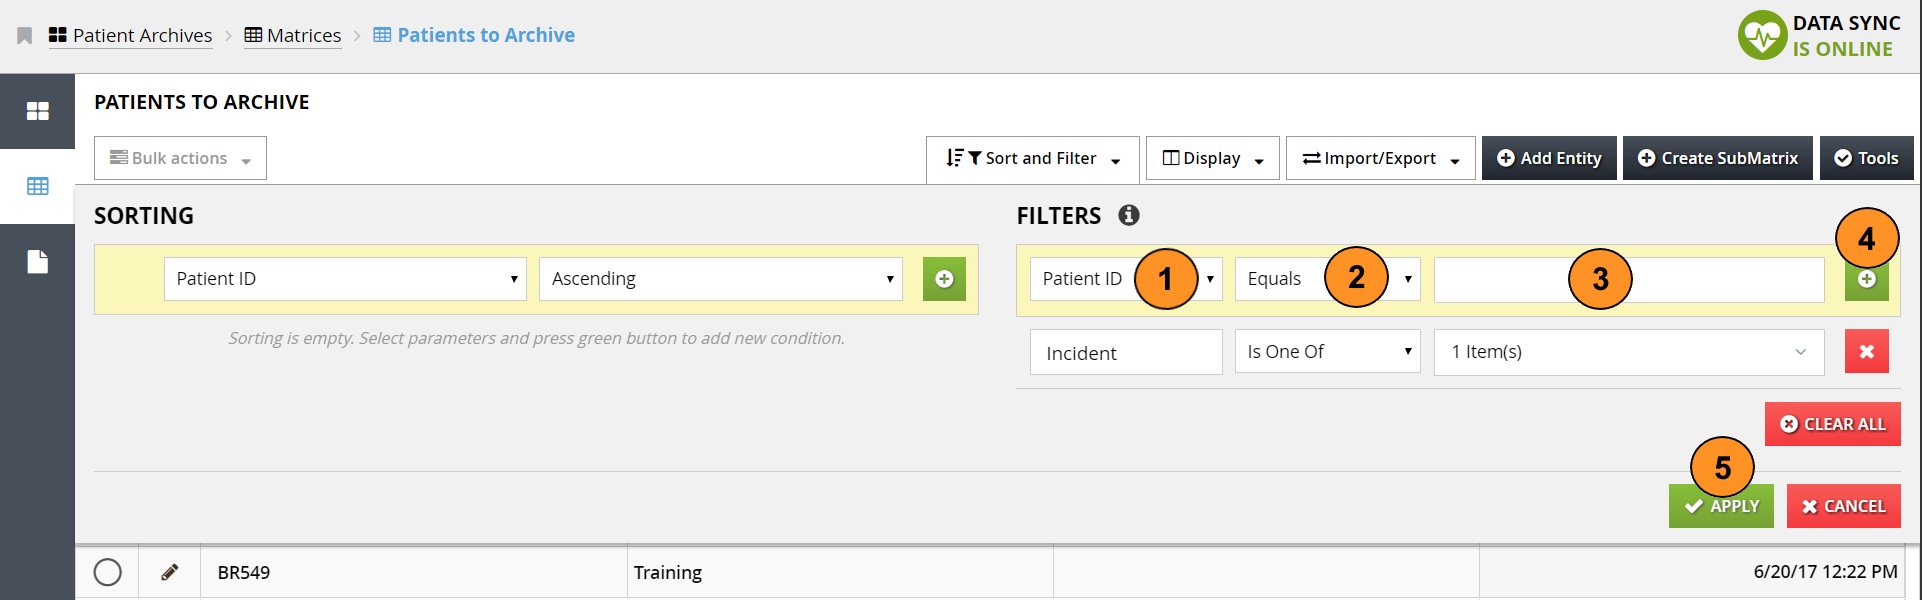 Patient Archives > Matrices > Patients to Archive
DATA SYNC
IS ONLINE
PATIENTS TO ARCHIVE
Bulk actions
Sort and Filter
Display
Import/Export
Add Entity
Create SubMatrix
Tools
SORTING
Patient ID
Ascending
Sorting is empty. Select parameters and press green button to add new condition.
FILTERS
Patient ID
1
Equals
2
3
4
Incident
Is One Of
1 Item(s)
CLEAR ALL
5
APPLY
CANCEL
BR549
Training
6/20/17 12:22 PM